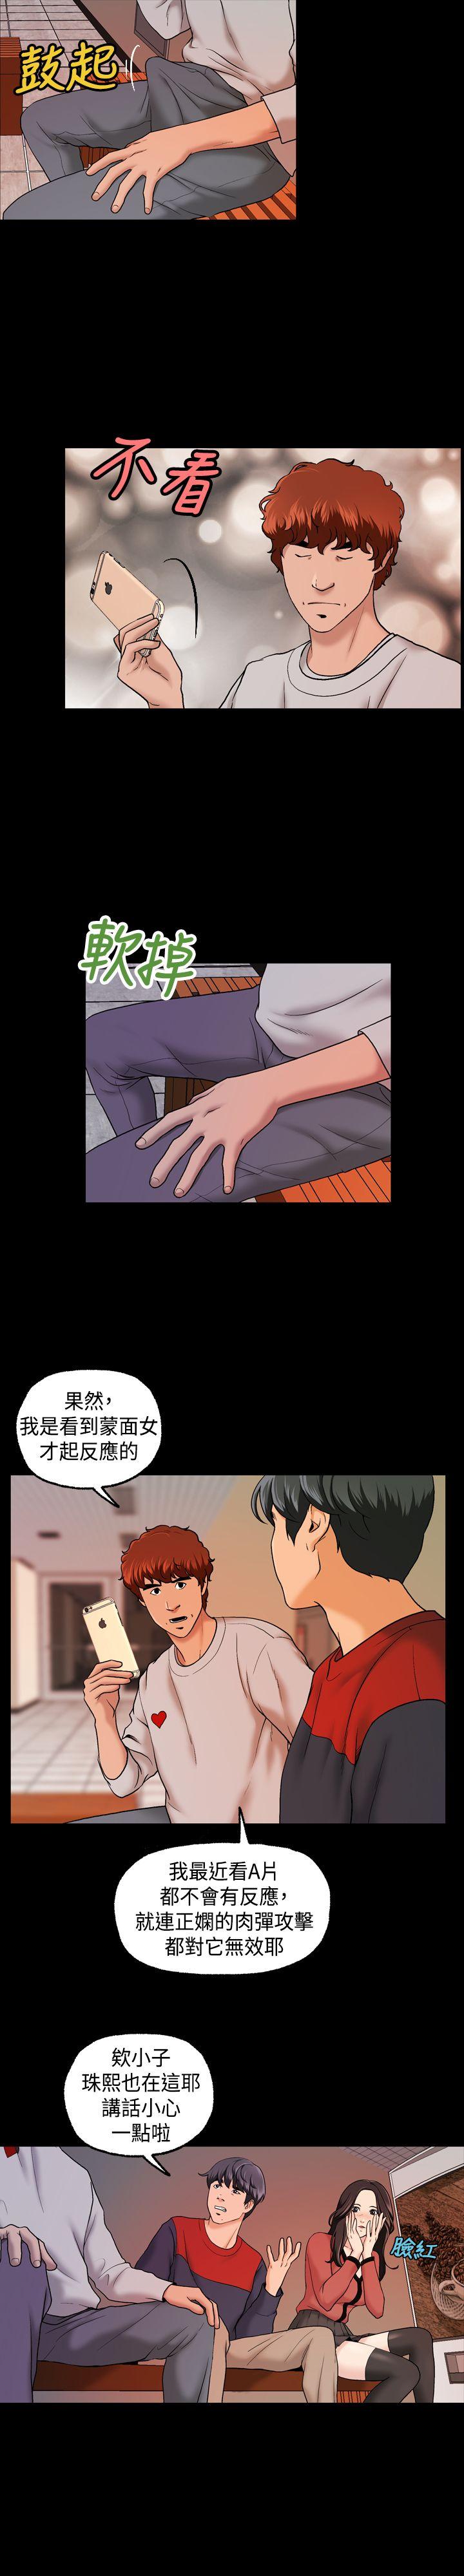 鼓起
不看
軟掉
果然，
我是看到蒙面女
才起反應的
我最近看A片
都不會有反應，
就連正嫻的肉彈攻擊
都對它無效耶
欸小子
珠熙也在這耶
講話小心
一點啦
臉紅